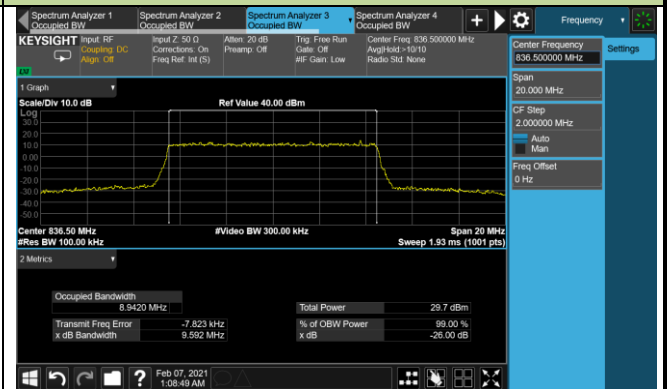 Spectrum Analyzer 1
Occupied BW
Spectrum Analyzer 2
Occupied BW
Spectrum Analyzer 3
Occupied BW
Spectrum Analyzer 4
Occupied BW
Frequency
KEYSIGHT
Input: RF
Coupling: DC
Align: Off
Input Z: 50 Ω
Corrections: On
Freq Ref: Int (S)
Atten: 20 dB
Preamp: Off
Trig: Free Run
Gate: Off
#IF Gain: Low
Center Freq: 836.500000 MHz
Avg|Hold:>10/10
Radio Std: None
Center Frequency
836.500000 MHz
Settings
Span
20.000 MHz
CF Step
2.000000 MHz
Auto
Man
Freq Offset
0 Hz
1 Graph
Scale/Div 10.0 dB
Ref Value 40.00 dBm
Log
30.0
20.0
10.0
0.00
-10.0
-20.0
-30.0
-40.0
-50.0
Center 836.50 MHz
#Video BW 300.00 kHz
Span 20 MHz
#Res BW 100.00 kHz
Sweep 1.93 ms (1001 pts)
2 Metrics
Occupied Bandwidth
8.9420 MHz
Total Power
29.7 dBm
Transmit Freq Error
-7.823 kHz
% of OBW Power
99.00 %
x dB Bandwidth
9.592 MHz
x dB
-26.00 dB
?
Feb 07, 2021
1:08:49 AM